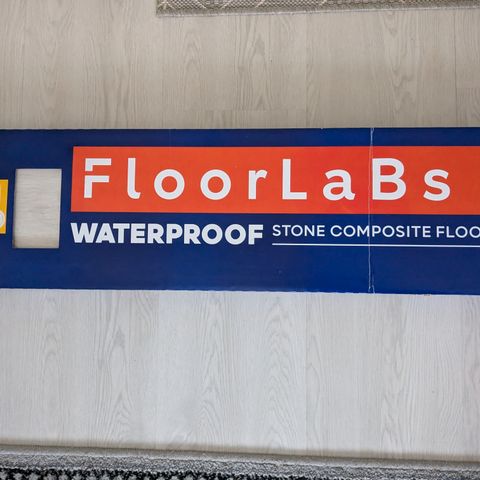 FLOORLABS
WATERPROOF STONE COMPOSITE FLOO